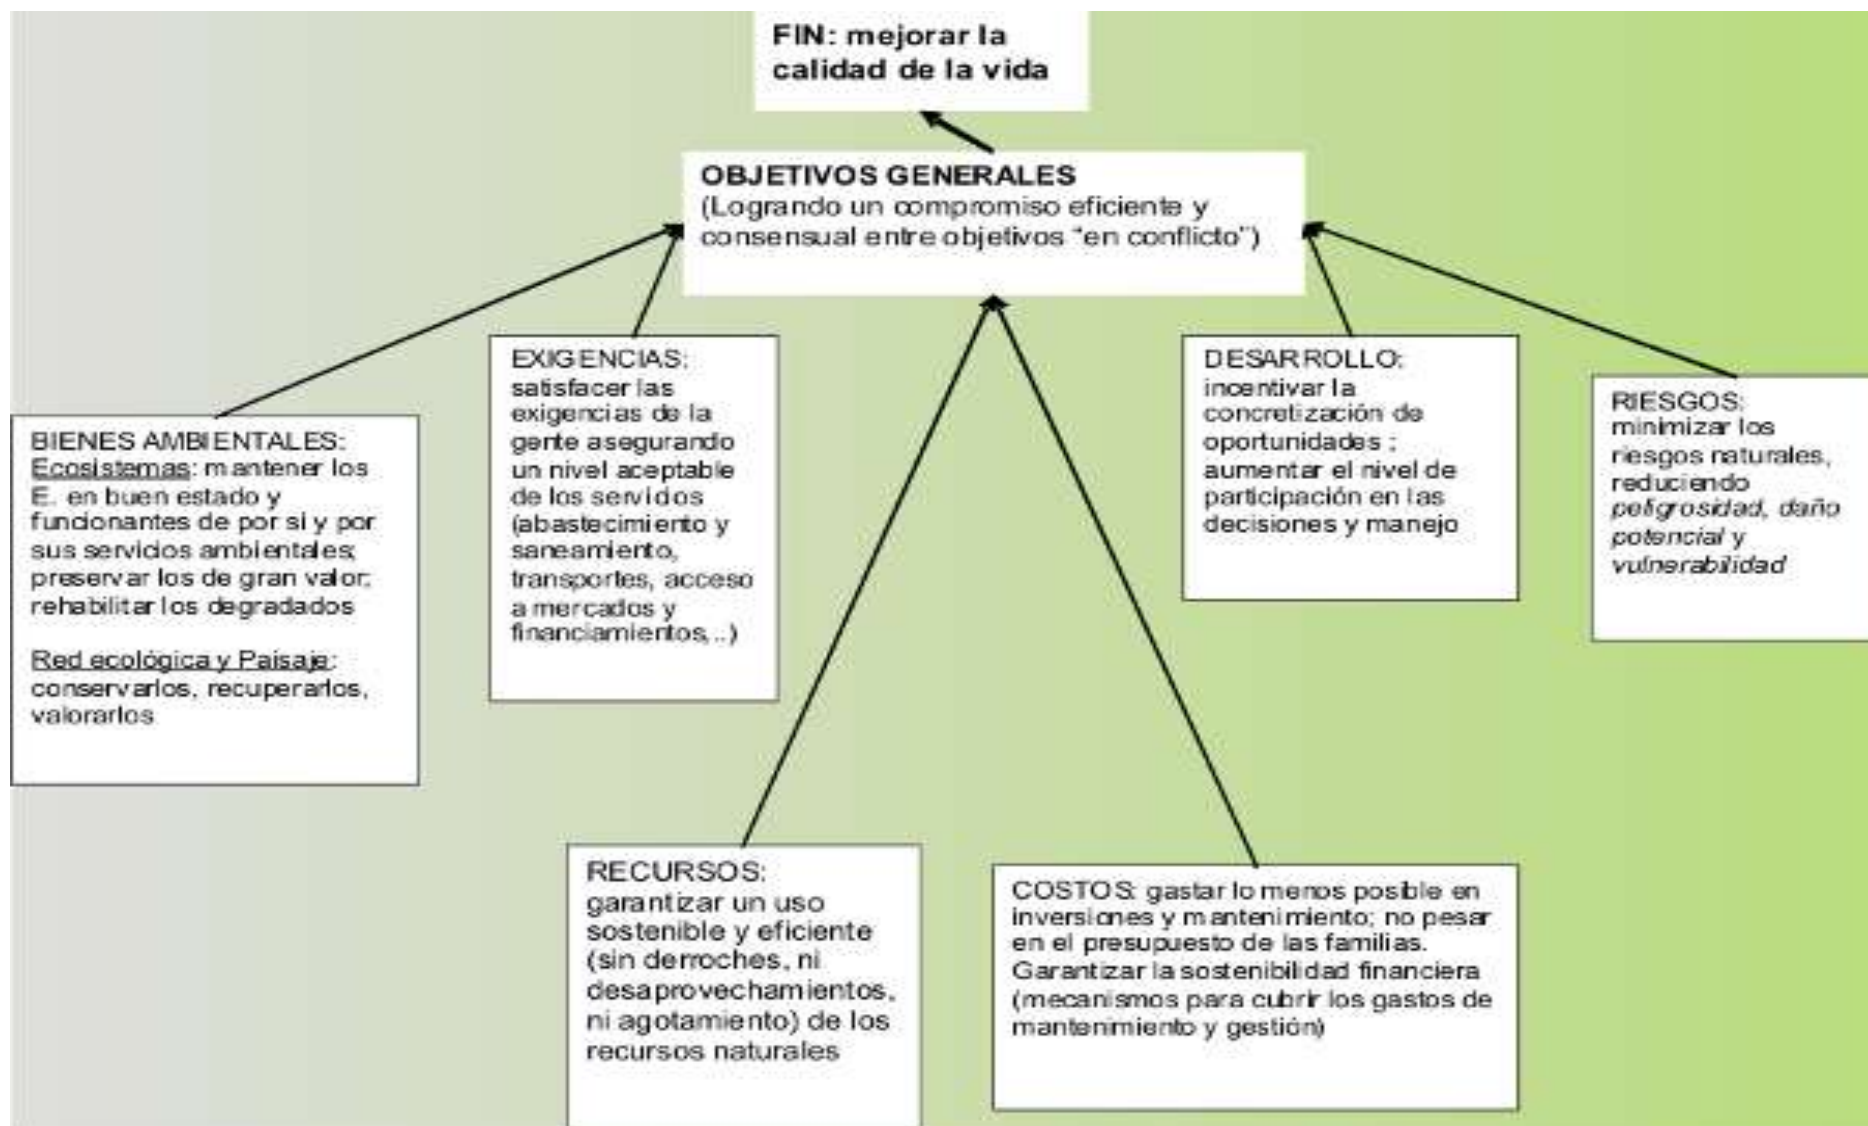 FIN: mejorar la
calidad de la vida
OBJETIVOS GENERALES
(Logrando un compromiso eficiente y
consensual entre objetivos “en conflicto”)
BIENES AMBIENTALES:
Ecosistemas: mantener los
E. en buen estado y
funcionantes de por si y por
sus servicios ambientales;
preservar los de gran valor;
rehabilitar los degradados
Red ecológica y Paisaje:
conservarlos, recuperarlos,
valorarlos
EXIGENCIAS:
satisfacer las
exigencias de la
gente asegurando
un nivel aceptable
de los servicios
(abastecimiento y
saneamiento,
transportes, acceso
a mercados y
financiamientos,..)
DESARROLLO:
incentivar la
concretización de
oportunidades ;
aumentar el nivel de
participación en las
decisiones y manejo
RIESGOS:
minimizar los
riesgos naturales,
reduciendo
peligrosidad, daño
potencial y
vulnerabilidad
RECURSOS:
garantizar un uso
sostenible y eficiente
(sin derroches, ni
desaprovechamientos,
ni agotamiento) de los
recursos naturales
COSTOS: gastar lo menos posible en
inversiones y mantenimiento; no pesar
en el presupuesto de las familias.
Garantizar la sostenibilidad financiera
(mecanismos para cubrir los gastos de
mantenimiento y gestión)